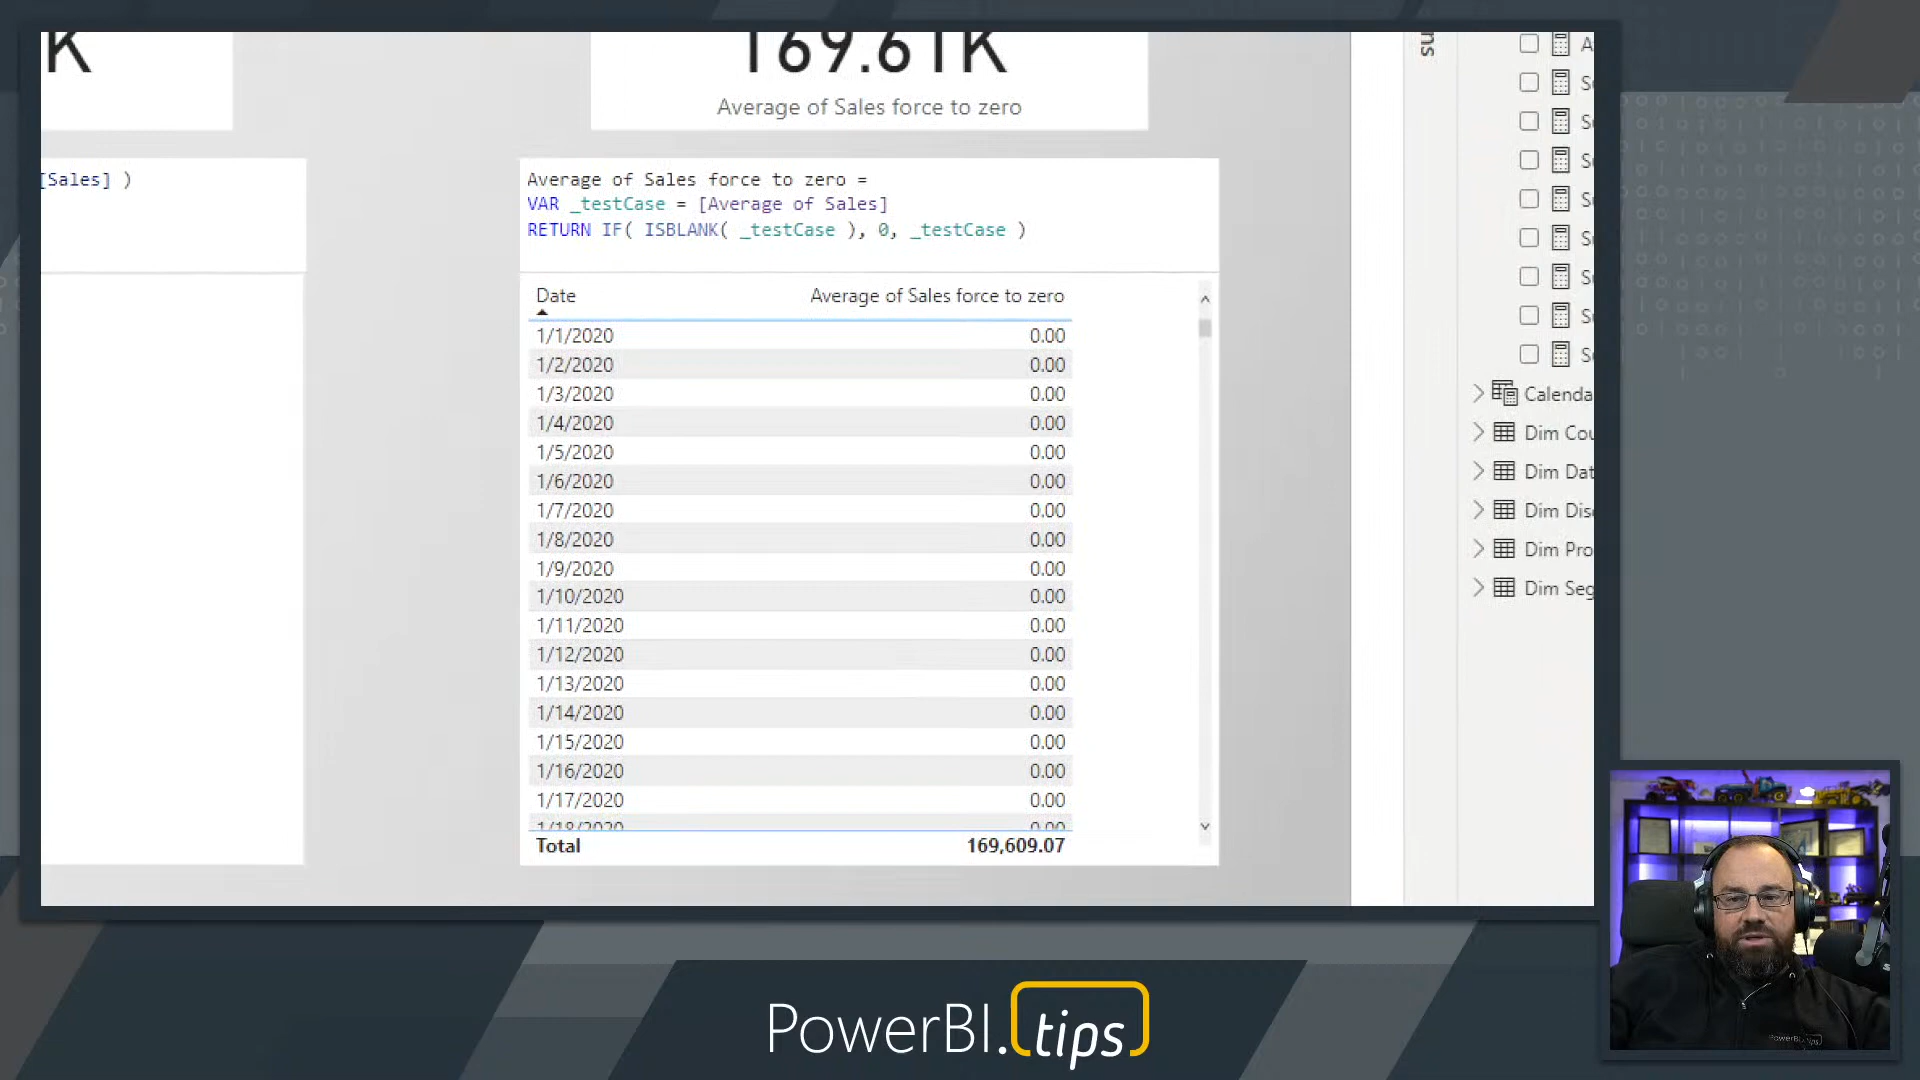 K
169.61K
Average of Sales force to zero
[Sales] )
Average of Sales force to zero =
VAR _testCase = [Average of Sales]
RETURN IF( ISBLANK( _testCase ), 0, _testCase )
Date Average of Sales force to zero
1/1/2020 0.00
1/2/2020 0.00
1/3/2020 0.00
1/4/2020 0.00
1/5/2020 0.00
1/6/2020 0.00
1/7/2020 0.00
1/8/2020 0.00
1/9/2020 0.00
1/10/2020 0.00
1/11/2020 0.00
1/12/2020 0.00
1/13/2020 0.00
1/14/2020 0.00
1/15/2020 0.00
1/16/2020 0.00
1/17/2020 0.00
1/18/2020 0.00
Total 169,609.07
Calenda
Dim Cou
Dim Dat
Dim Dis
Dim Pro
Dim Seg
PowerBI.tips